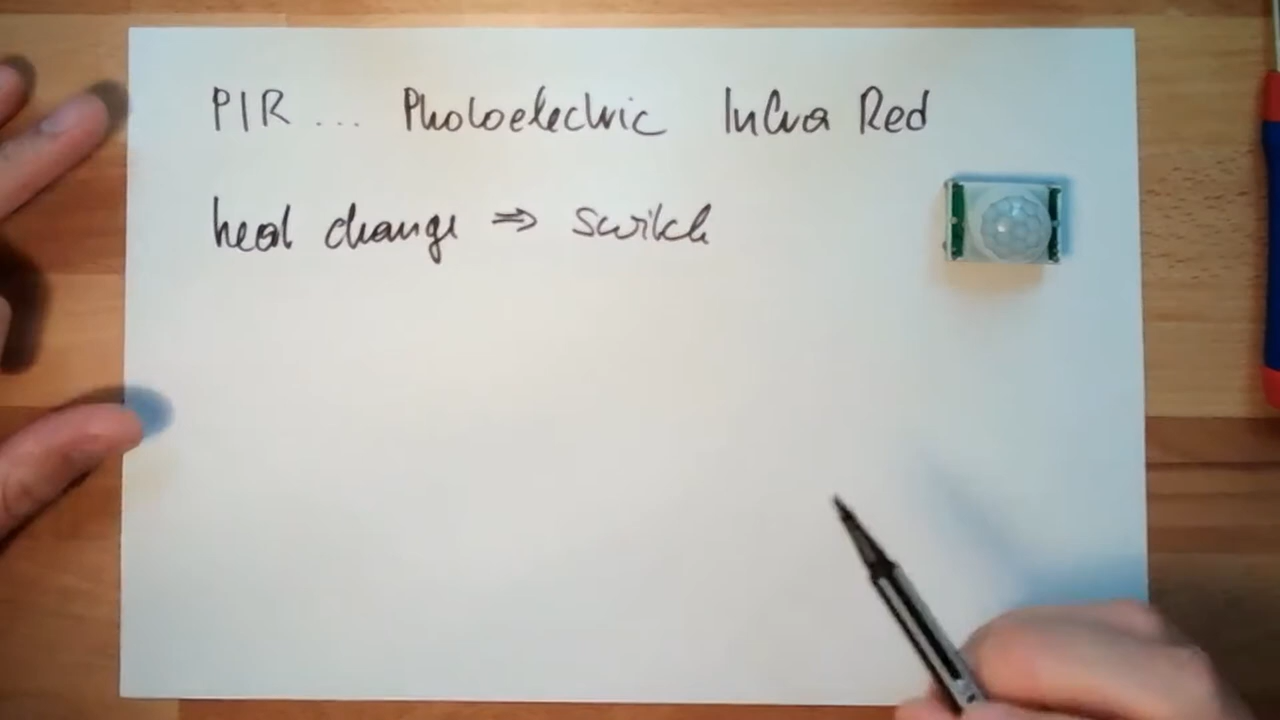 PIR ... Photoelectric Infra Red
heat change ⇒ switch